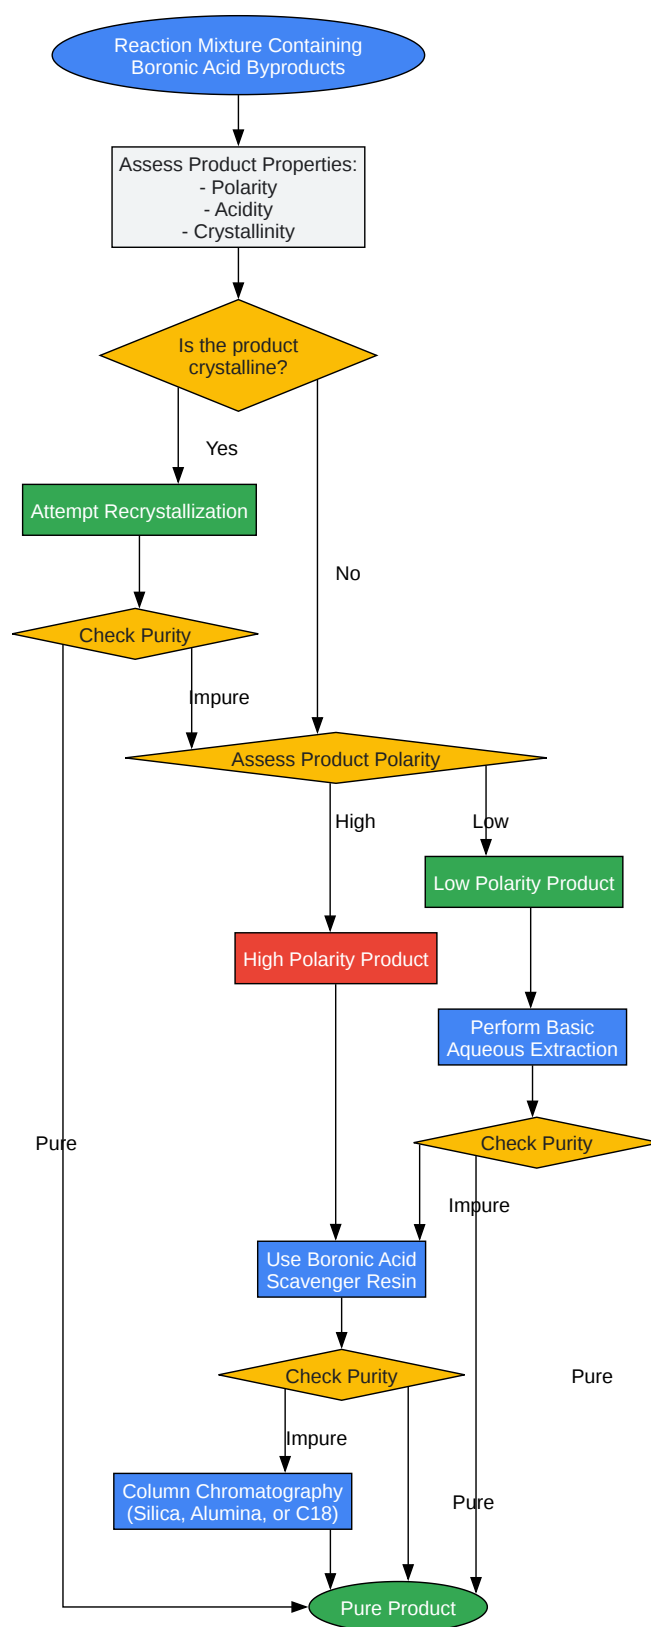 Reaction Mixture Containing
Boronic Acid Byproducts
Assess Product Properties:
- Polarity
- Acidity
- Crystallinity
Is the product
crystalline?
Yes
Attempt Recrystallization
No
Check Purity
Impure
Assess Product Polarity
High
Low
Low Polarity Product
High Polarity Product
Perform Basic
Aqueous Extraction
Pure
Check Purity
Impure
Use Boronic Acid
Scavenger Resin
Check Purity
Pure
Impure
Column Chromatography
(Silica, Alumina, or C18)
Pure
Pure Product